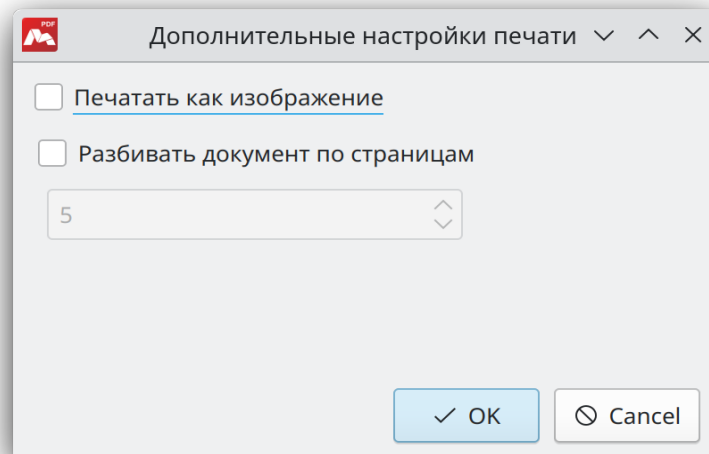 PDF
Дополнительные настройки печати
Печатать как изображение
Разбивать документ по страницам
5
OK
Cancel